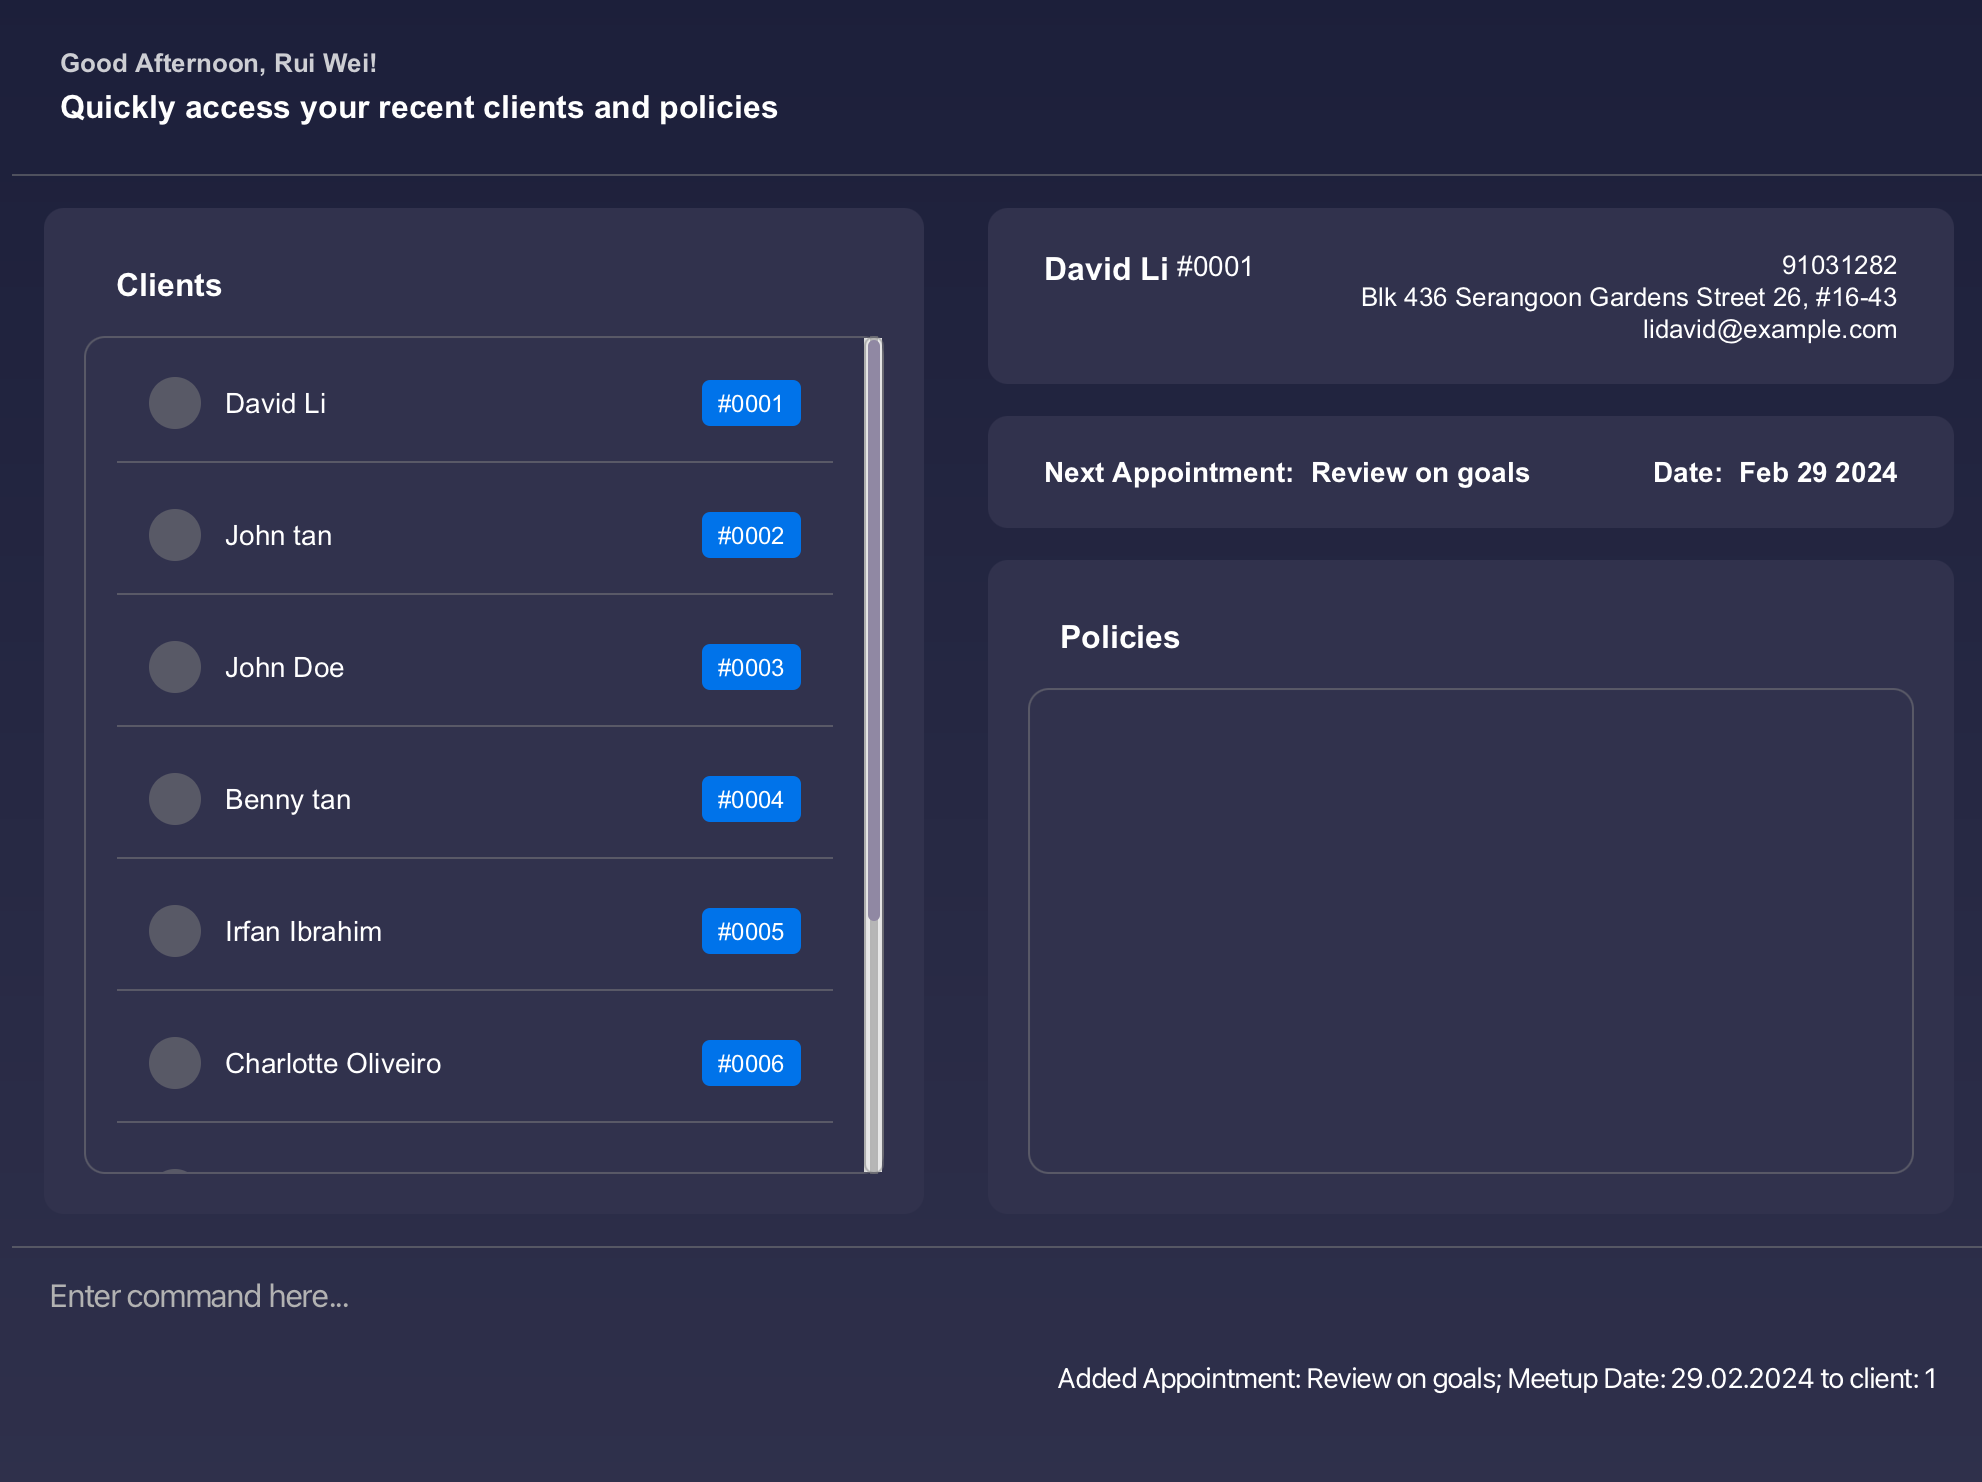 Good Afternoon, Rui Wei!
Quickly access your recent clients and policies
Clients
David Li #0001
John tan #0002
John Doe #0003
Benny tan #0004
Irfan Ibrahim #0005
Charlotte Oliveiro #0006
David Li #0001
91031282
Blk 436 Serangoon Gardens Street 26, #16-43
lidavid@example.com
Next Appointment: Review on goals Date: Feb 29 2024
Policies
Enter command here...
Added Appointment: Review on goals; Meetup Date: 29.02.2024 to client: 1